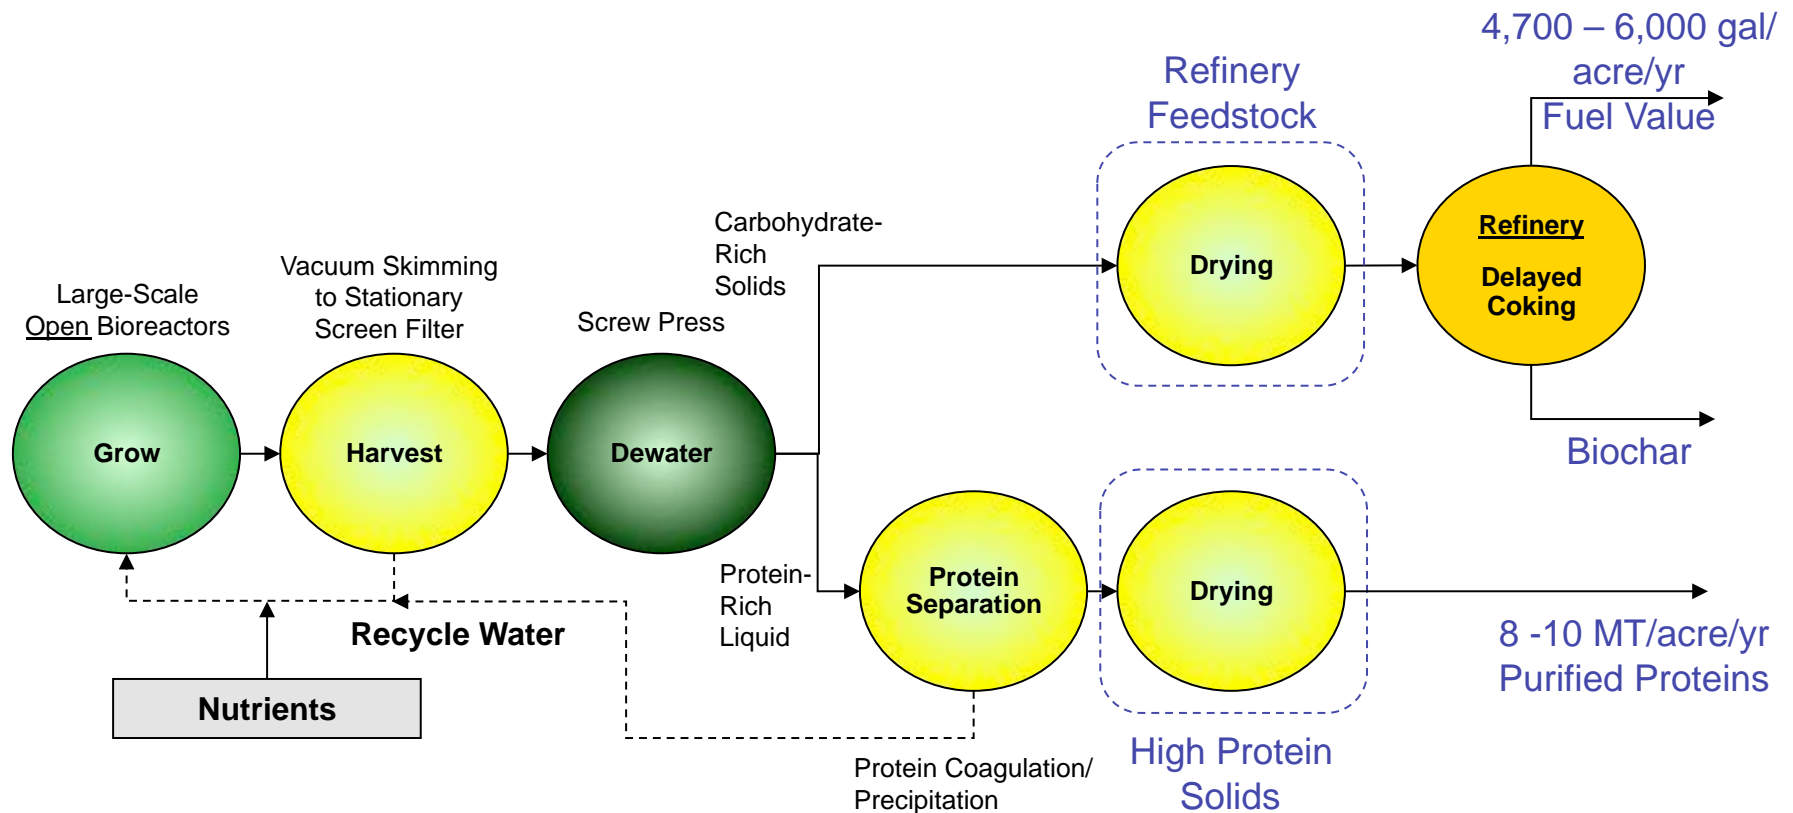 4,700 – 6,000 gal/
acre/yr
Fuel Value
Refinery
Feedstock
Drying
Refinery
Delayed
Coking
Carbohydrate-
Rich
Solids
Vacuum Skimming
to Stationary
Screen Filter
Large-Scale
Open Bioreactors
Screw Press
Grow
Harvest
Dewater
Biochar
Protein-
Rich
Liquid
Protein
Separation
Drying
Recycle Water
Nutrients
8 -10 MT/acre/yr
Purified Proteins
High Protein
Solids
Protein Coagulation/
Precipitation